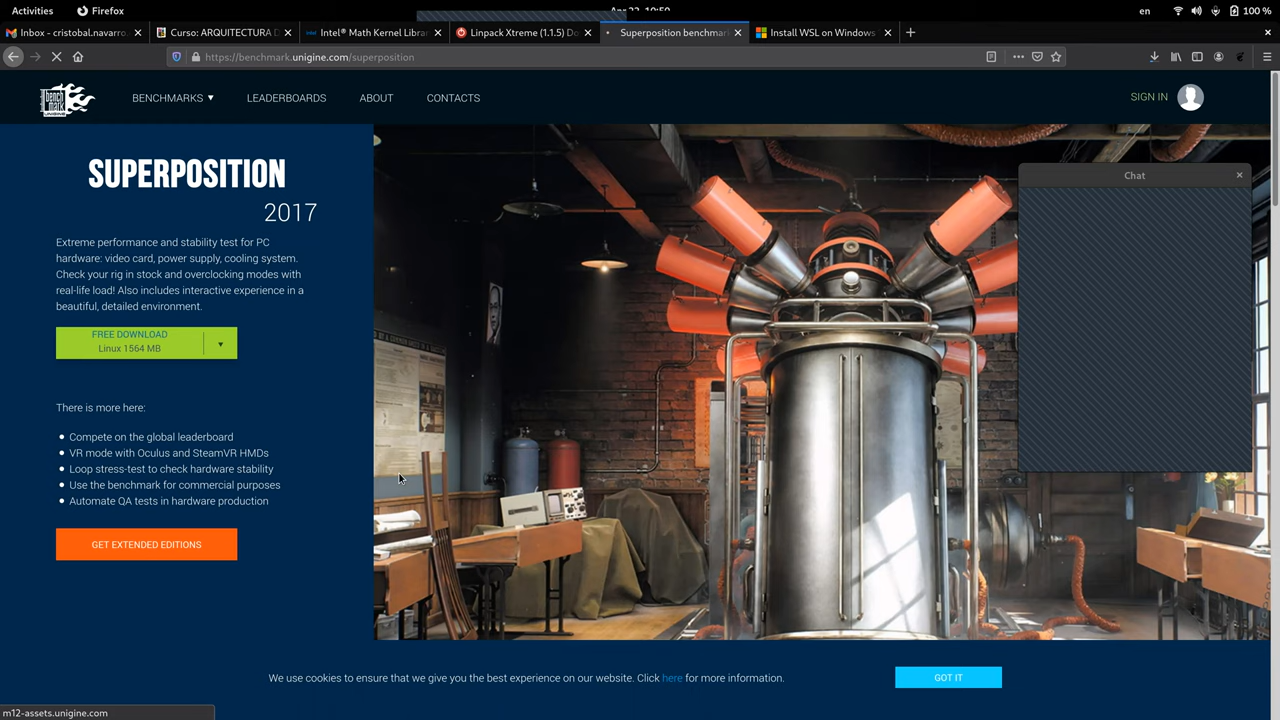 Activities
Firefox
en
100 %
Inbox - cristobal.navarro
Curso: ARQUITECTURA D
Intel® Math Kernel Libra
Linpack Xtreme (1.1.5) Do
Superposition benchmar
Install WSL on Windows
https://benchmark.unigine.com/superposition
bench
mark
UNIGINE
BENCHMARKS
LEADERBOARDS
ABOUT
CONTACTS
SIGN IN
SUPERPOSITION
2017
Extreme performance and stability test for PC
hardware: video card, power supply, cooling system.
Check your rig in stock and overclocking modes with
real-life load! Also includes interactive experience in a
beautiful, detailed environment.
FREE DOWNLOAD
Linux 1564 MB
There is more here:
Compete on the global leaderboard
VR mode with Oculus and SteamVR HMDs
Loop stress-test to check hardware stability
Use the benchmark for commercial purposes
Automate QA tests in hardware production
GET EXTENDED EDITIONS
Chat
We use cookies to ensure that we give you the best experience on our website. Click here for more information.
GOT IT
m12-assets.unigine.com